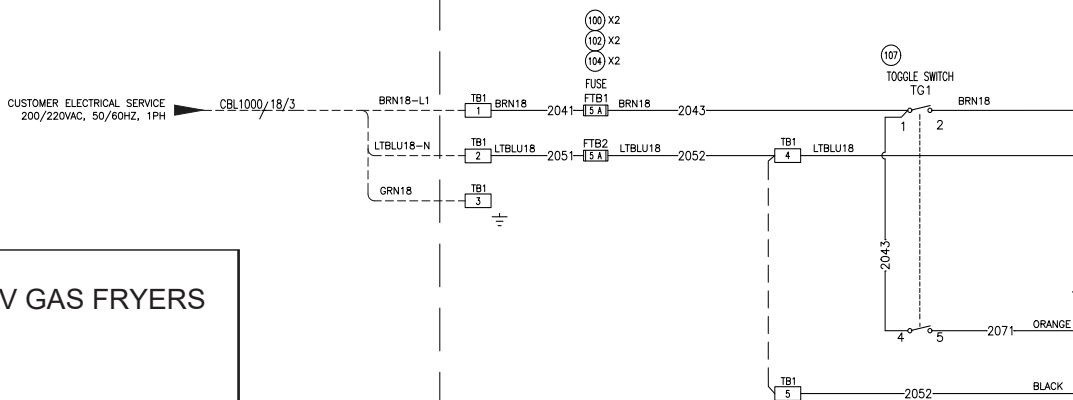 100 X2
102 X2
104 X2
107
FUSE
TOGGLE SWITCH
TG1
CUSTOMER ELECTRICAL SERVICE
200/220VAC, 50/60HZ, 1PH
CBL1000/18/3
BRN18-L1
TB1
1
BRN18
2041
FTB1
5 A
BRN18
2043
1
2
BRN18
LTBLU18-N
TB1
2
LTBLU18
2051
FTB2
5 A
LTBLU18
2052
TB1
4
LTBLU18
GRN18
TB1
3
2043
V GAS FRYERS
4
5
2071
ORANGE
TB1
5
2052
BLACK